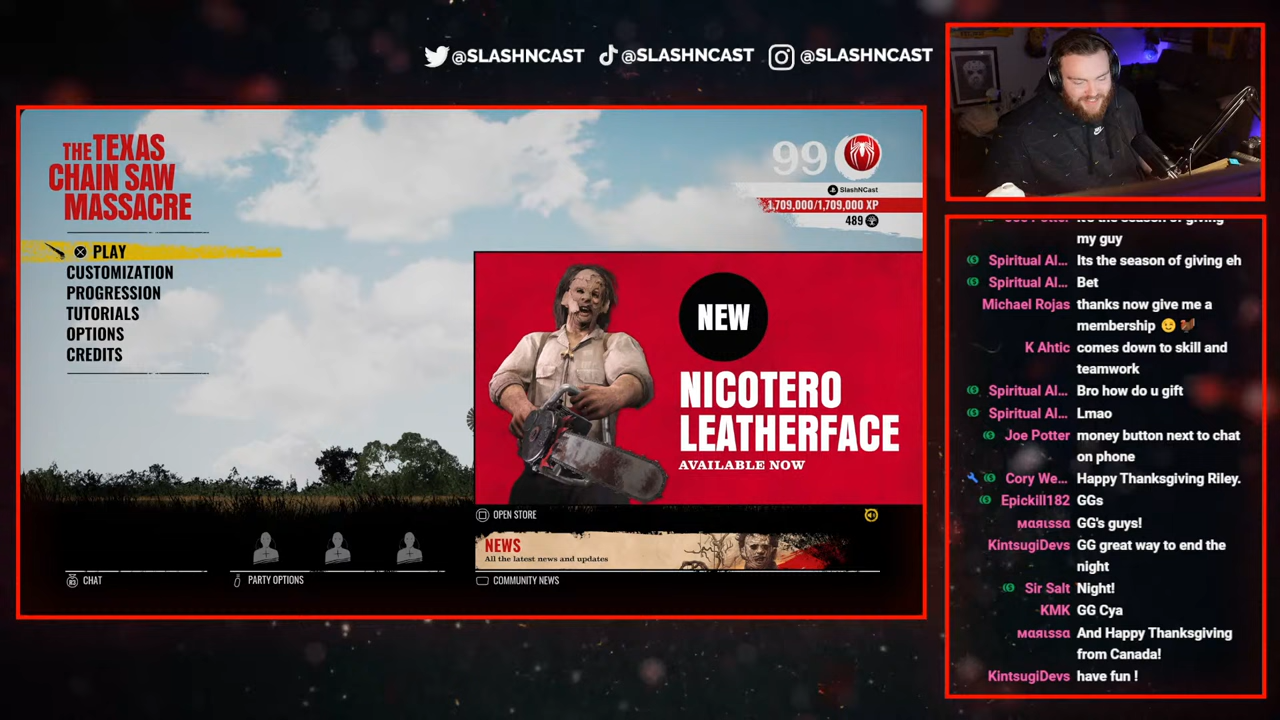 @SLASHNCAST @SLASHNCAST @SLASHNCAST
THE TEXAS
CHAIN SAW
MASSACRE
PLAY
CUSTOMIZATION
PROGRESSION
TUTORIALS
OPTIONS
CREDITS
99
SlashNCast
1,709,000/1,709,000 XP
489
NEW
NICOTERO
LEATHERFACE
AVAILABLE NOW
OPEN STORE
NEWS
All the latest news and updates
R3 CHAT
PARTY OPTIONS
COMMUNITY NEWS
my guy
Spiritual Al... Its the season of giving eh
Spiritual Al... Bet
Michael Rojas thanks now give me a
membership 😉
K Ahtic comes down to skill and
teamwork
Spiritual Al... Bro how do u gift
Spiritual Al... Lmao
Joe Potter money button next to chat
on phone
Cory We... Happy Thanksgiving Riley.
Epickill182 GGs
мαяιѕѕα GG's guys!
KintsugiDevs GG great way to end the
night
Sir Salt Night!
KMK GG Cya
мαяιѕѕα And Happy Thanksgiving
from Canada!
KintsugiDevs have fun !